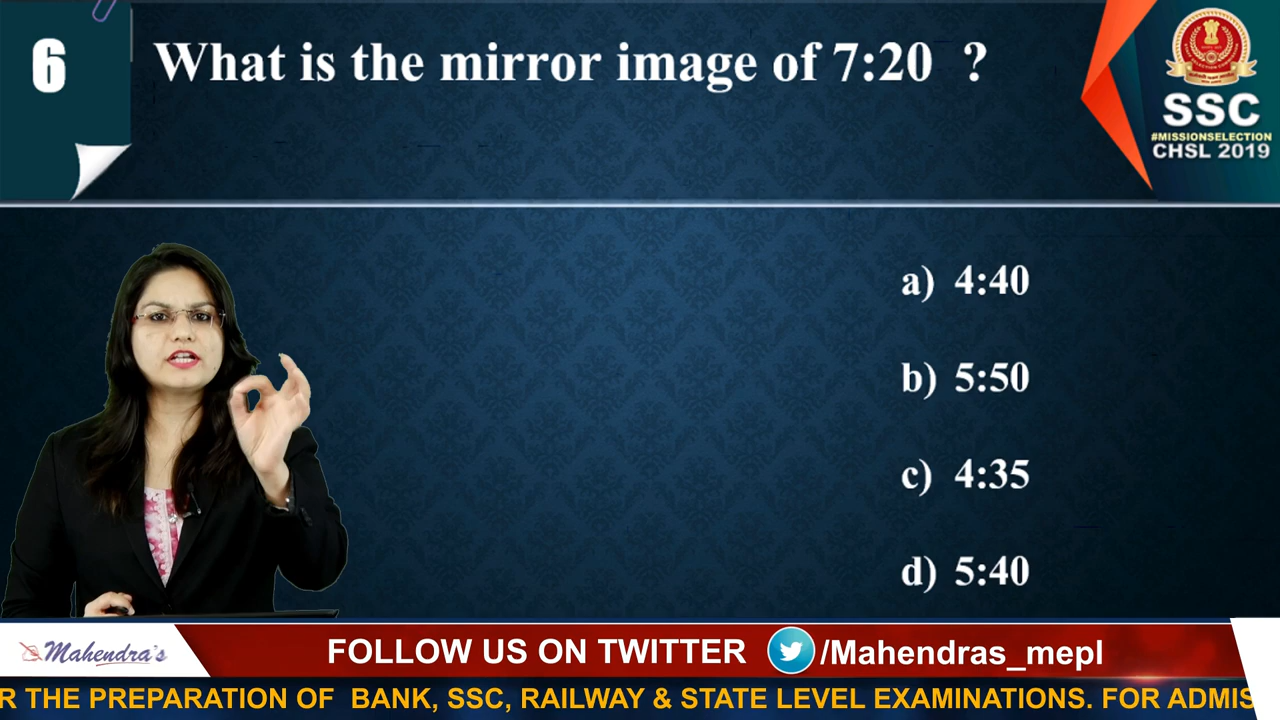 6
What is the mirror image of 7:20 ?
SSC
#MISSIONSELECTION
CHSL 2019
a) 4:40
b) 5:50
c) 4:35
d) 5:40
Mahendra's
FOLLOW US ON TWITTER /Mahendras_mepl
R THE PREPARATION OF BANK, SSC, RAILWAY & STATE LEVEL EXAMINATIONS. FOR ADMIS